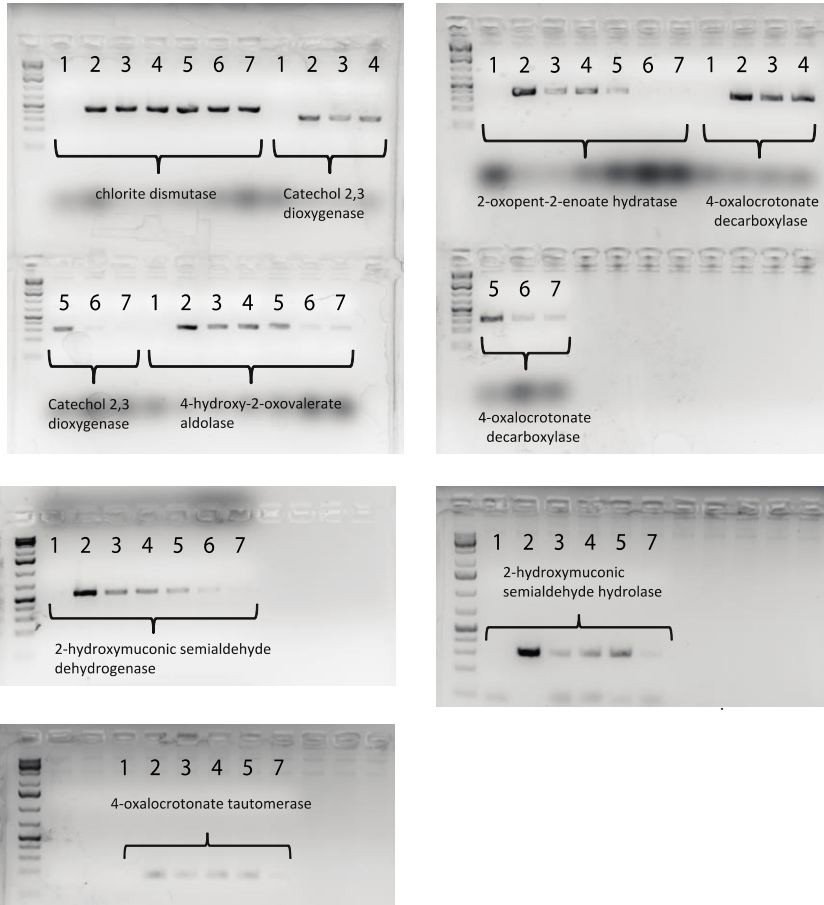 1 2 3 4 5 6 7 1 2 3 4
chlorite dismutase
Catechol 2,3
dioxygenase
5 6 7 1 2 3 4 5 6 7
Catechol 2,3
dioxygenase
4-hydroxy-2-oxovalerate
aldolase
1 2 3 4 5 6 7 1 2 3 4
2-oxopent-2-enoate hydratase
4-oxalocrotonate
decarboxylase
5 6 7
4-oxalocrotonate
decarboxylase
1 2 3 4 5 6 7
2-hydroxymuconic semialdehyde
dehydrogenase
1 2 3 4 5 7
2-hydroxymuconic
semialdehyde hydrolase
1 2 3 4 5 7
4-oxalocrotonate tautomerase